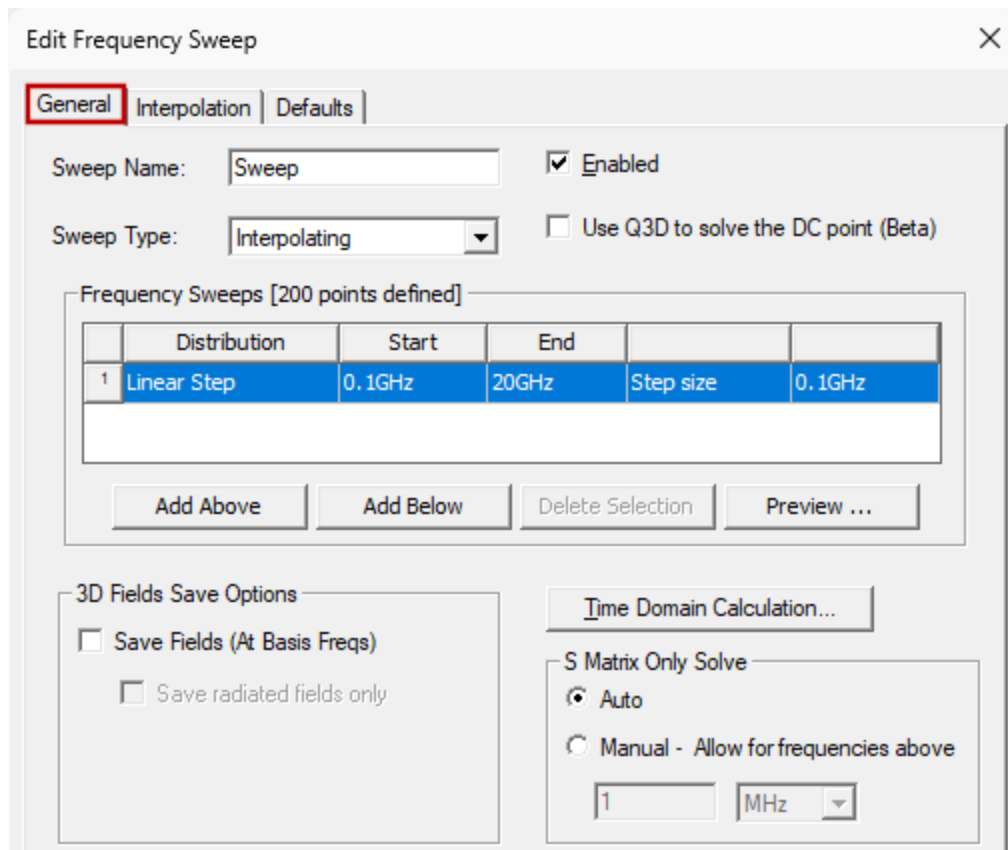 Edit Frequency Sweep
General Interpolation Defaults
Sweep Name: Sweep Enabled
Sweep Type: Interpolating Use Q3D to solve the DC point (Beta)
Frequency Sweeps [200 points defined]
Distribution Start End
1 Linear Step 0.1GHz 20GHz Step size 0.1GHz
Add Above Add Below Delete Selection Preview ...
3D Fields Save Options
Save Fields (At Basis Freqs)
Save radiated fields only
Time Domain Calculation...
S Matrix Only Solve
Auto
Manual - Allow for frequencies above
1 MHz